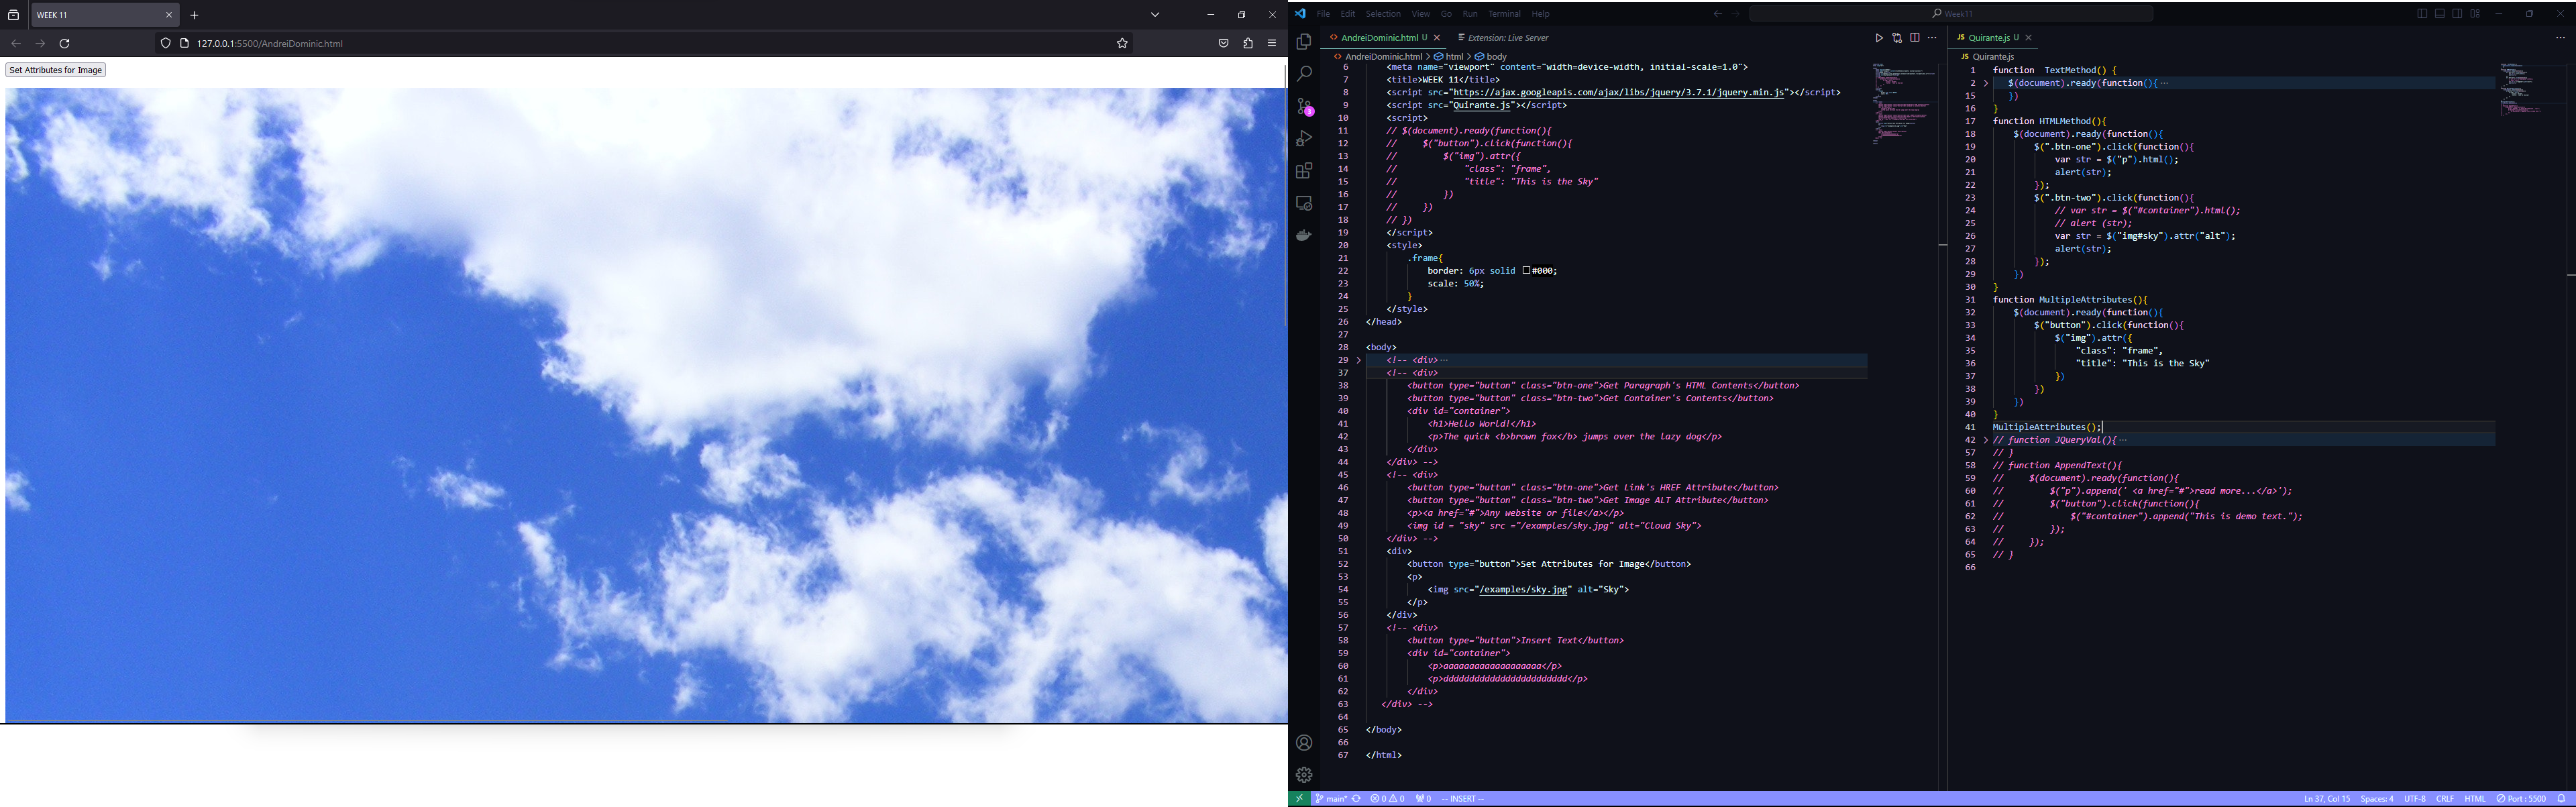 WEEK 11
127.0.0.1:5500/AndreiDominic.html
Set Attributes for Image
File Edit Selection View Go Run Terminal Help
Week11
AndreiDominic.html U
Extension: Live Server
AndreiDominic.html > html > body
6 <meta name="viewport" content="width=device-width, initial-scale=1.0">
7 <title>WEEK 11</title>
8 <script src="https://ajax.googleapis.com/ajax/libs/jquery/3.7.1/jquery.min.js"></script>
9 <script src="Quirante.js"></script>
10 <script>
11 // $(document).ready(function(){
12 // $("button").click(function(){
13 // $("img").attr({
14 // "class": "frame",
15 // "title": "This is the Sky"
16 // })
17 // })
18 // })
19 </script>
20 <style>
21 .frame{
22 border: 6px solid #000;
23 scale: 50%;
24 }
25 </style>
26 </head>
27
28 <body>
29 <!-- <div> ...
37 <!-- <div>
38 <button type="button" class="btn-one">Get Paragraph's HTML Contents</button>
39 <button type="button" class="btn-two">Get Container's Contents</button>
40 <div id="container">
41 <h1>Hello World!</h1>
42 <p>The quick <b>brown fox</b> jumps over the lazy dog</p>
43 </div>
44 </div> -->
45 <!-- <div>
46 <button type="button" class="btn-one">Get Link's HREF Attribute</button>
47 <button type="button" class="btn-two">Get Image ALT Attribute</button>
48 <p><a href="#">Any website or file</a></p>
49 <img id = "sky" src ="/examples/sky.jpg" alt="Cloud Sky">
50 </div> -->
51 <div>
52 <button type="button">Set Attributes for Image</button>
53 <p>
54 <img src="/examples/sky.jpg" alt="Sky">
55 </p>
56 </div>
57 <!-- <div>
58 <button type="button">Insert Text</button>
59 <div id="container">
60 <p>aaaaaaaaaaaaaaaaaaa</p>
61 <p>dddddddddddddddddddddddd</p>
62 </div>
63 </div> -->
64
65 </body>
66
67 </html>
JS Quirante.js U
JS Quirante.js
1 function TextMethod() {
2 $(document).ready(function(){ ...
15 })
16 }
17 function HTMLMethod(){
18 $(document).ready(function(){
19 $(".btn-one").click(function(){
20 var str = $("p").html();
21 alert(str);
22 });
23 $(".btn-two").click(function(){
24 // var str = $("#container").html();
25 // alert (str);
26 var str = $("img#sky").attr("alt");
27 alert(str);
28 });
29 })
30 }
31 function MultipleAttributes(){
32 $(document).ready(function(){
33 $("button").click(function(){
34 $("img").attr({
35 "class": "frame",
36 "title": "This is the Sky"
37 })
38 })
39 })
40 }
41 MultipleAttributes();
42 // function JQueryVal(){ ...
57 // }
58 // function AppendText(){
59 // $(document).ready(function(){
60 // $("p").append(' <a href="#">read more...</a>');
61 // $("button").click(function(){
62 // $("#container").append("This is demo text.");
63 // });
64 // });
65 // }
66
main* 0 0 0 -- INSERT --
Ln 37, Col 15 Spaces: 4 UTF-8 CRLF HTML Port : 5500